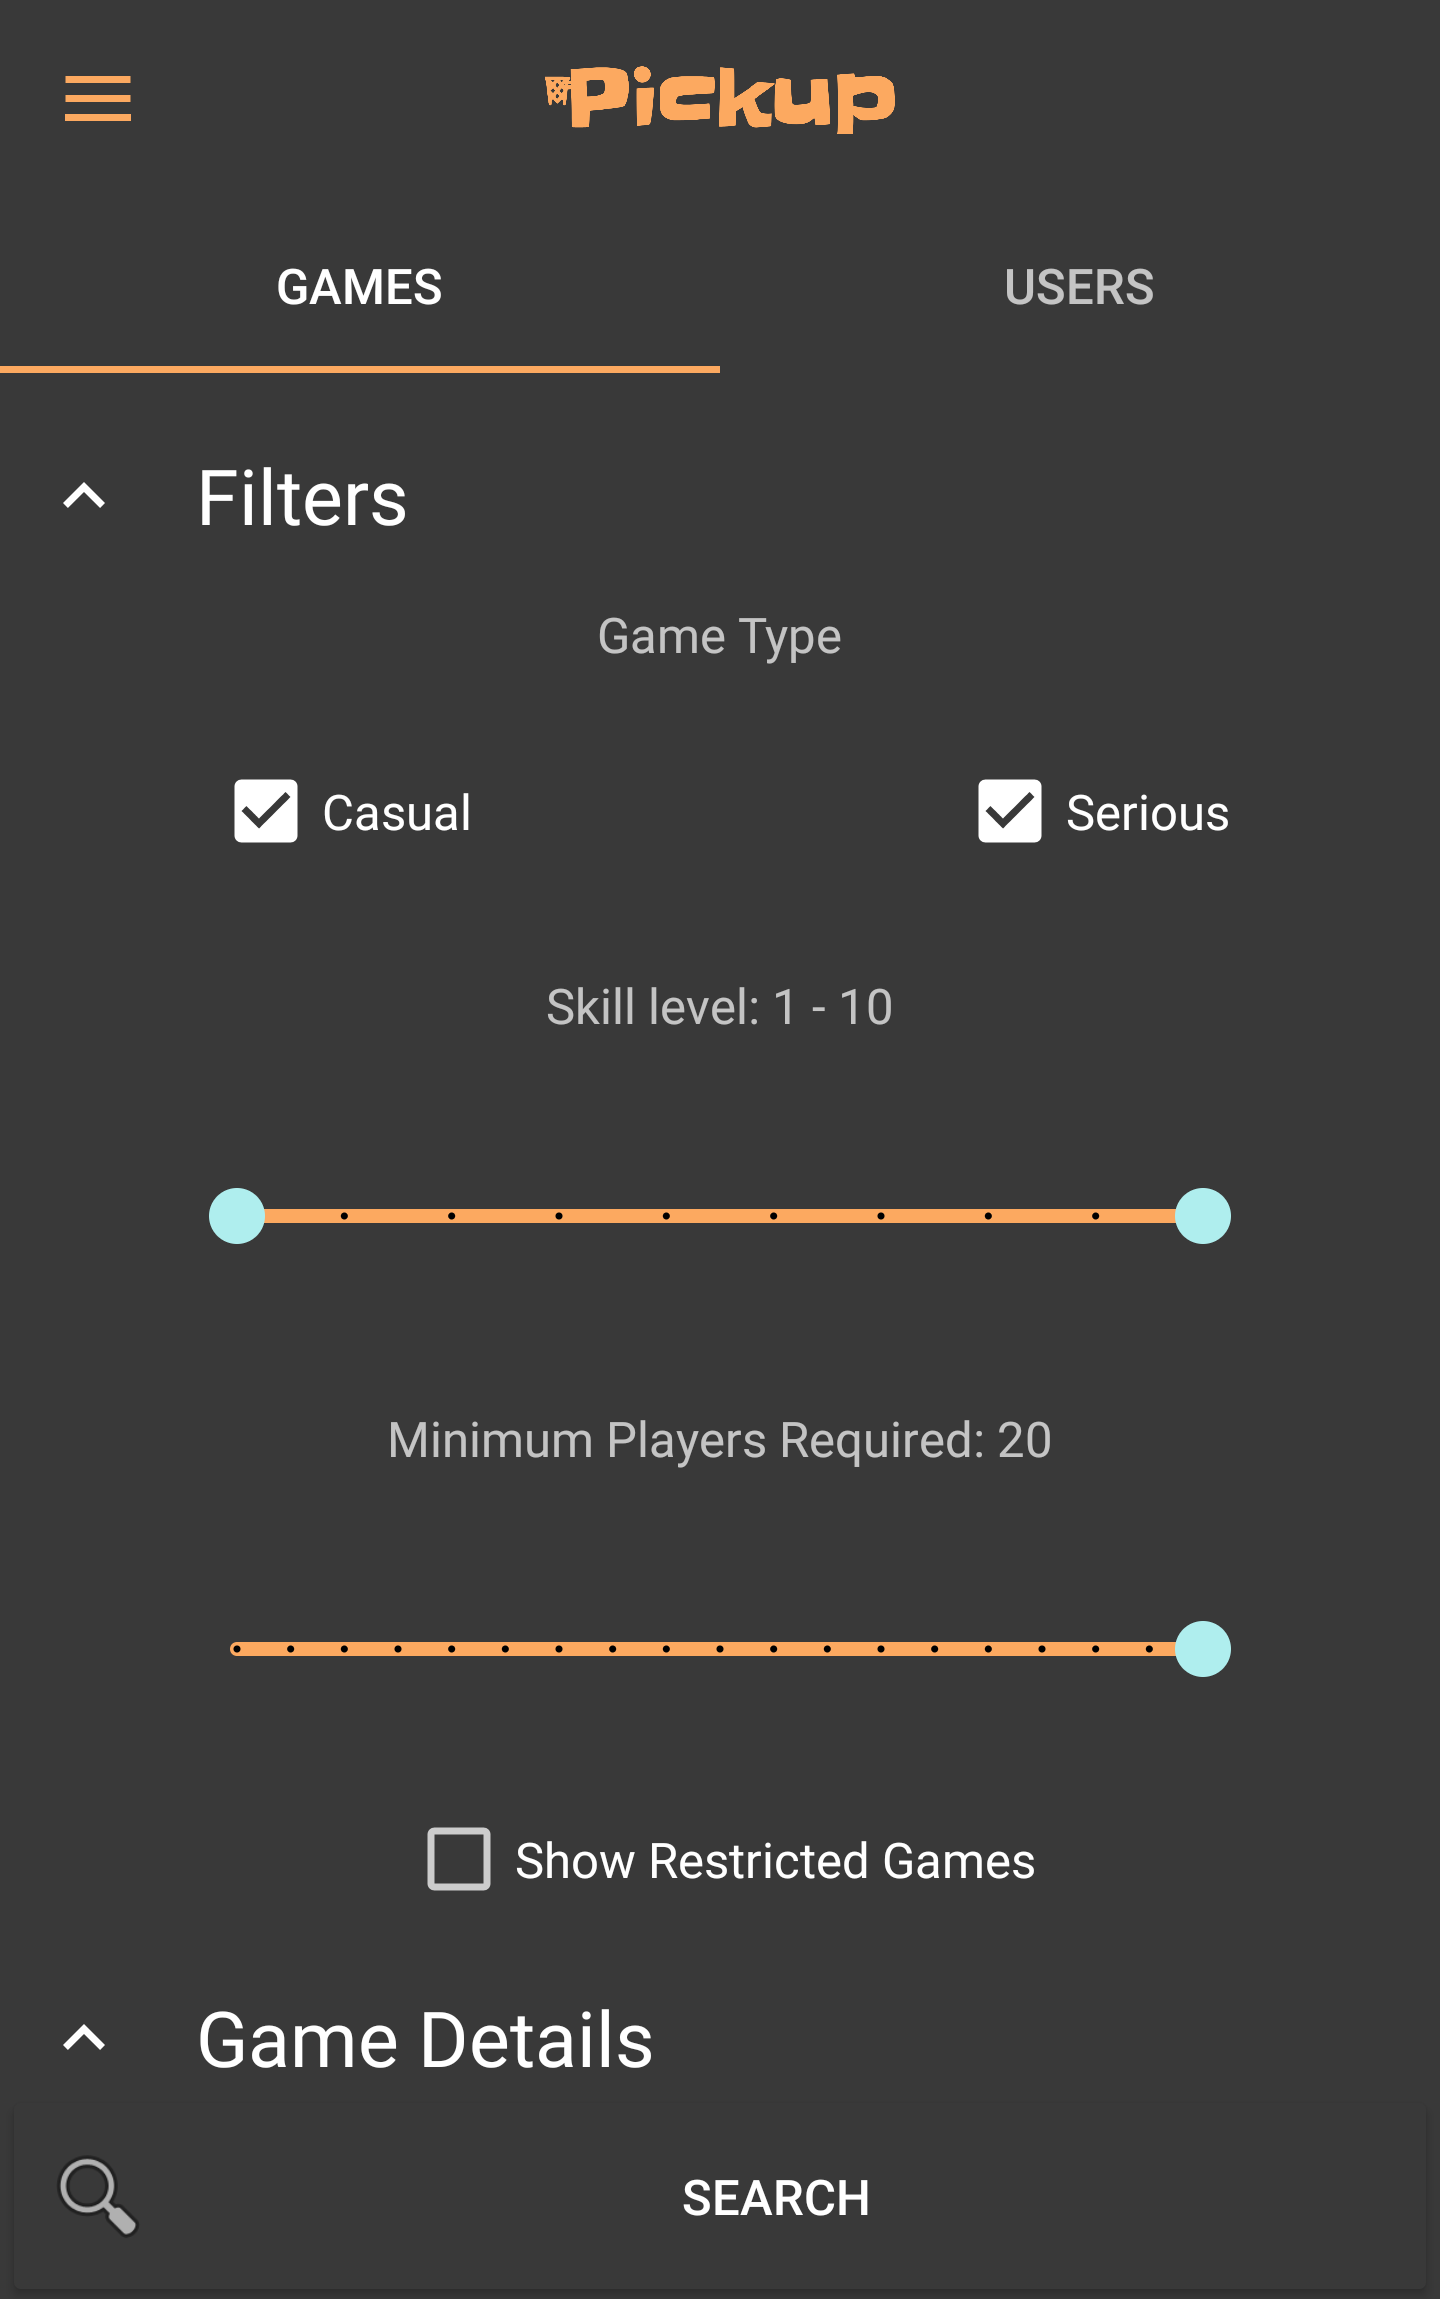 Pickup
GAMES
USERS
Filters
Game Type
Casual
Serious
Skill level: 1 - 10
Minimum Players Required: 20
Show Restricted Games
Game Details
SEARCH